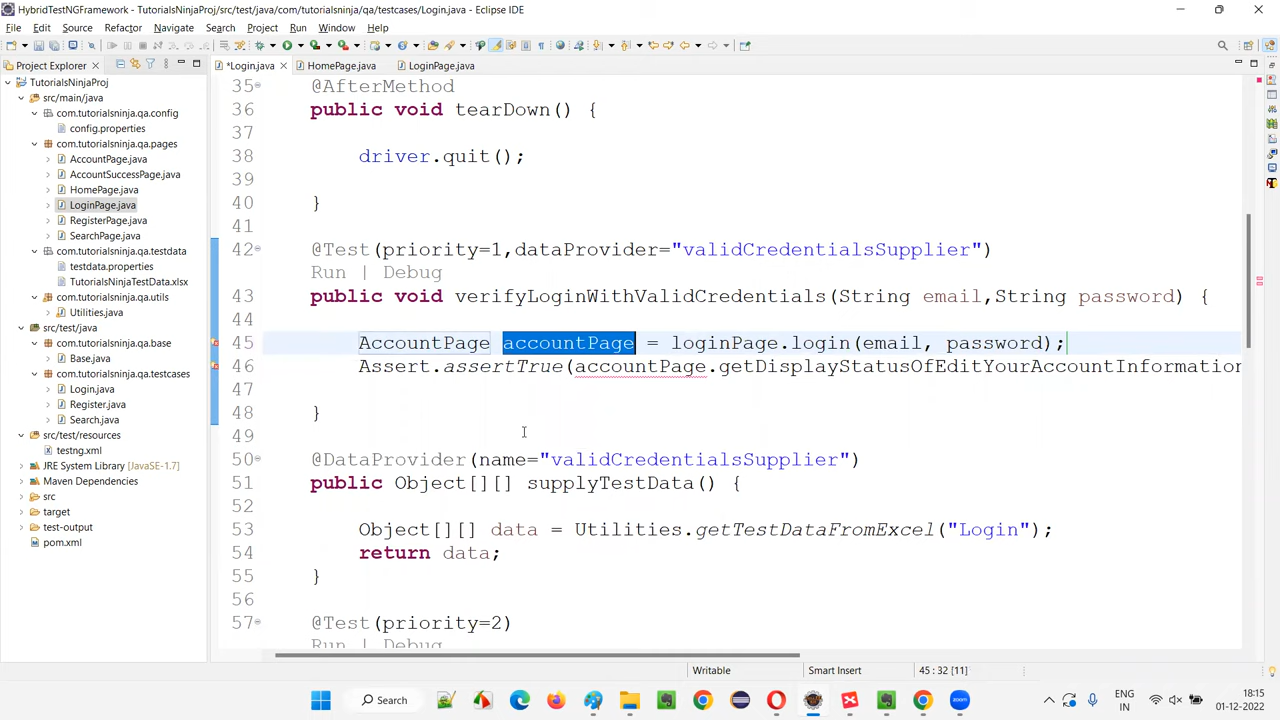 HybridTestNGFramework - TutorialsNinjaProj/src/test/java/com/tutorialsninja/qa/testcases/Login.java - Eclipse IDE
File Edit Source Refactor Navigate Search Project Run Window Help
Project Explorer
*Login.java HomePage.java LoginPage.java
TutorialsNinjaProj
src/main/java
com.tutorialsninja.qa.config
config.properties
com.tutorialsninja.qa.pages
AccountPage.java
AccountSuccessPage.java
HomePage.java
LoginPage.java
RegisterPage.java
SearchPage.java
com.tutorialsninja.qa.testdata
testdata.properties
TutorialsNinjaTestData.xlsx
com.tutorialsninja.qa.utils
Utilities.java
src/test/java
com.tutorialsninja.qa.base
Base.java
com.tutorialsninja.qa.testcases
Login.java
Register.java
Search.java
src/test/resources
testng.xml
JRE System Library [JavaSE-1.7]
Maven Dependencies
src
target
test-output
pom.xml
35 @AfterMethod
36 public void tearDown() {
37
38 driver.quit();
39
40 }
41
42 @Test(priority=1,dataProvider="validCredentialsSupplier")
Run | Debug
43 public void verifyLoginWithValidCredentials(String email,String password) {
44
45 AccountPage accountPage = loginPage.login(email, password);
46 Assert.assertTrue(accountPage.getDisplayStatusOfEditYourAccountInformation
47
48 }
49
50 @DataProvider(name="validCredentialsSupplier")
51 public Object[][] supplyTestData() {
52
53 Object[][] data = Utilities.getTestDataFromExcel("Login");
54 return data;
55 }
56
57 @Test(priority=2)
Run | Debug
Writable Smart Insert 45 : 32 [11]
Search
ENG
IN
18:15
01-12-2022